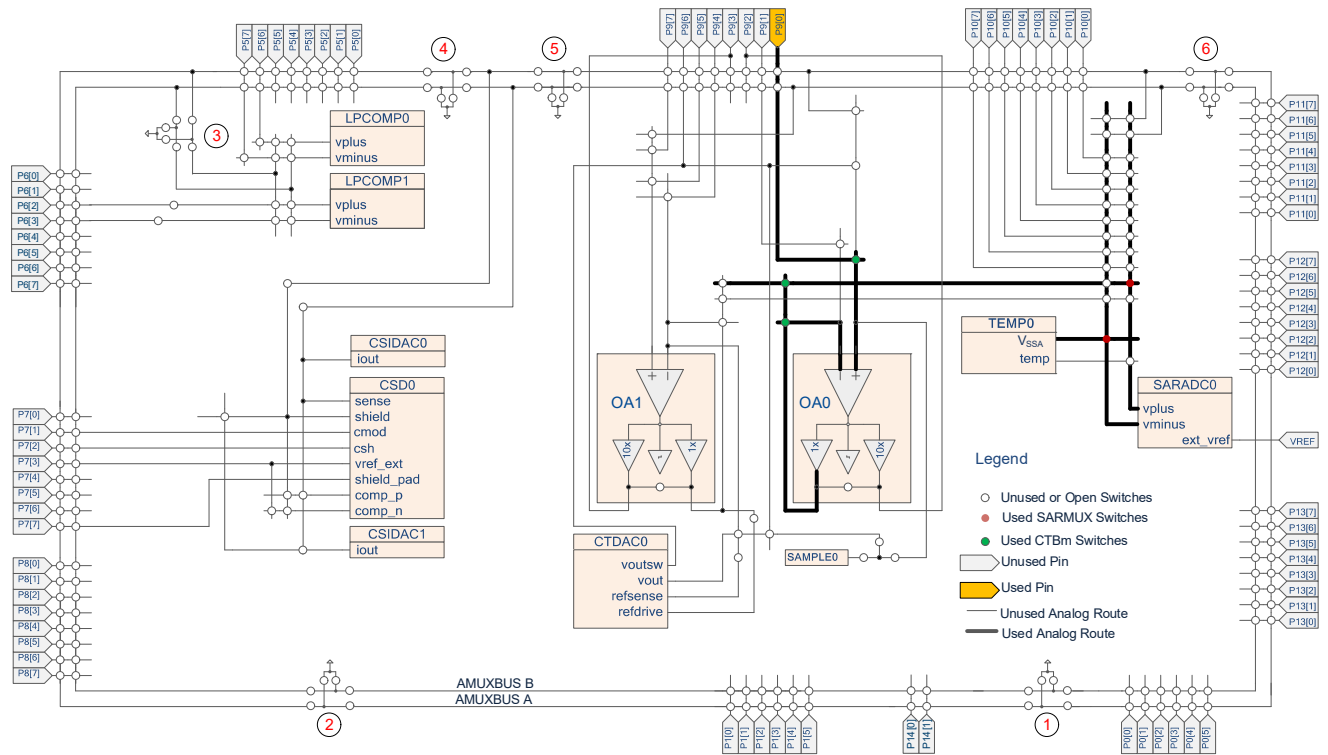 P5[7]
P5[6]
P5[5]
P5[4]
P5[3]
P5[2]
P5[1]
P5[0]
4
5
P9[7]
P9[6]
P9[5]
P9[4]
P9[3]
P9[2]
P9[1]
P9[0]
P10[7]
P10[6]
P10[5]
P10[4]
P10[3]
P10[2]
P10[1]
P10[0]
6
3
LPCOMP0
vplus
vminus
LPCOMP1
vplus
vminus
P6[0]
P6[1]
P6[2]
P6[3]
P6[4]
P6[5]
P6[6]
P6[7]
P11[7]
P11[6]
P11[5]
P11[4]
P11[3]
P11[2]
P11[1]
P11[0]
P12[7]
P12[6]
P12[5]
P12[4]
P12[3]
P12[2]
P12[1]
P12[0]
TEMP0
VSSA
temp
CSIDAC0
iout
CSD0
sense
shield
cmod
csh
vref_ext
shield_pad
comp_p
comp_n
CSIDAC1
iout
P7[0]
P7[1]
P7[2]
P7[3]
P7[4]
P7[5]
P7[6]
P7[7]
OA1
10x
1x
OA0
1x
10x
SARADC0
vplus
vminus
ext_vref
VREF
Legend
Unused or Open Switches
Used SARMUX Switches
Used CTBm Switches
Unused Pin
Used Pin
Unused Analog Route
Used Analog Route
CTDAC0
voutsw
vout
refsense
refdrive
SAMPLE0
P8[0]
P8[1]
P8[2]
P8[3]
P8[4]
P8[5]
P8[6]
P8[7]
P13[7]
P13[6]
P13[5]
P13[4]
P13[3]
P13[2]
P13[1]
P13[0]
AMUXBUS B
AMUXBUS A
2
1
P1[0]
P1[1]
P1[2]
P1[3]
P1[4]
P1[5]
P14[0]
P14[1]
P0[0]
P0[1]
P0[2]
P0[3]
P0[4]
P0[5]